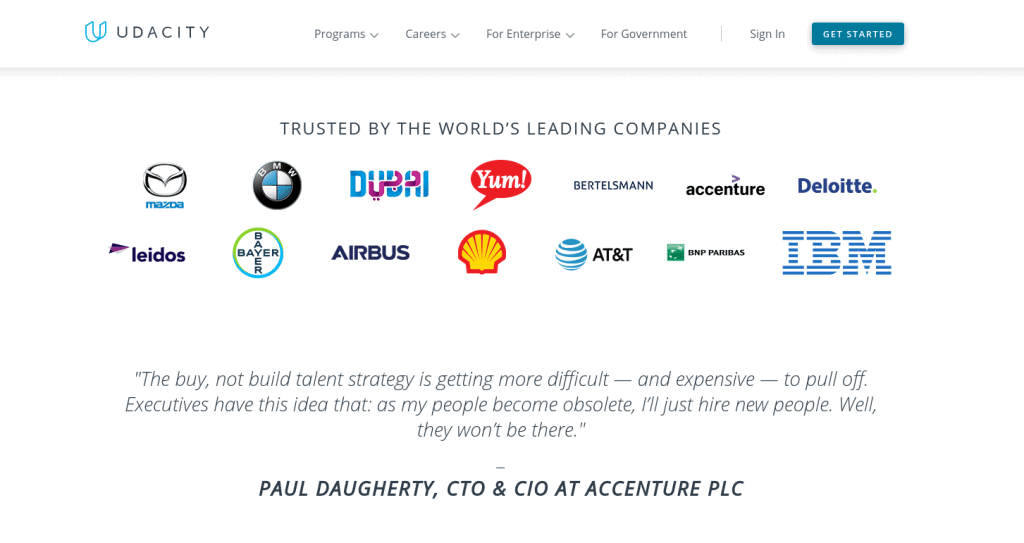 UDACITY
Programs Careers For Enterprise For Government Sign In GET STARTED
TRUSTED BY THE WORLD'S LEADING COMPANIES
mazda BMW DUBAI Yum! BERTELSMANN accenture Deloitte.
leidos BAYER BAYER AIRBUS AT&T BNP PARIBAS IBM
"The buy, not build talent strategy is getting more difficult — and expensive — to pull off.
Executives have this idea that: as my people become obsolete, I’ll just hire new people. Well,
they won’t be there."
—
PAUL DAUGHERTY, CTO & CIO AT ACCENTURE PLC